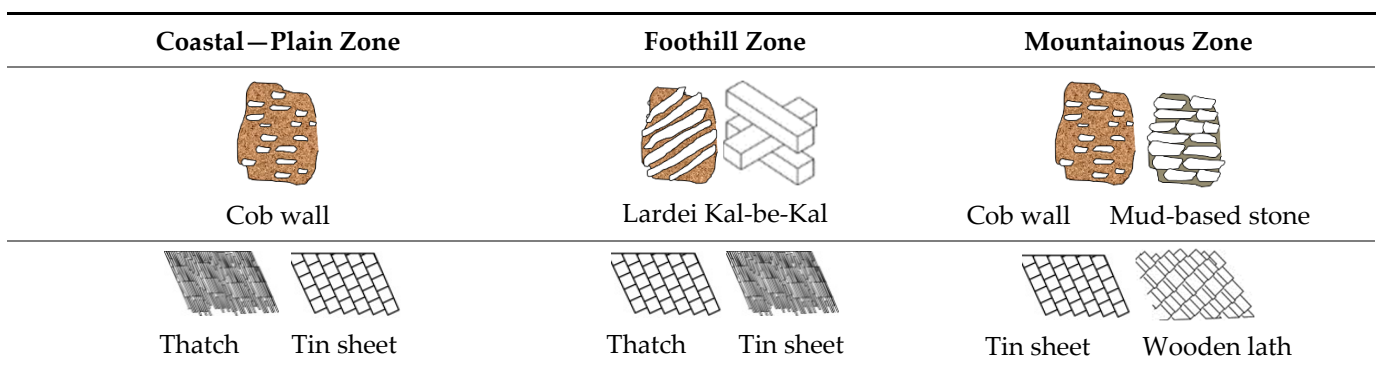 Coastal—Plain Zone Foothill Zone Mountainous Zone
Cob wall Lardei Kal-be-Kal Cob wall Mud-based stone
Thatch Tin sheet Thatch Tin sheet Tin sheet Wooden lath